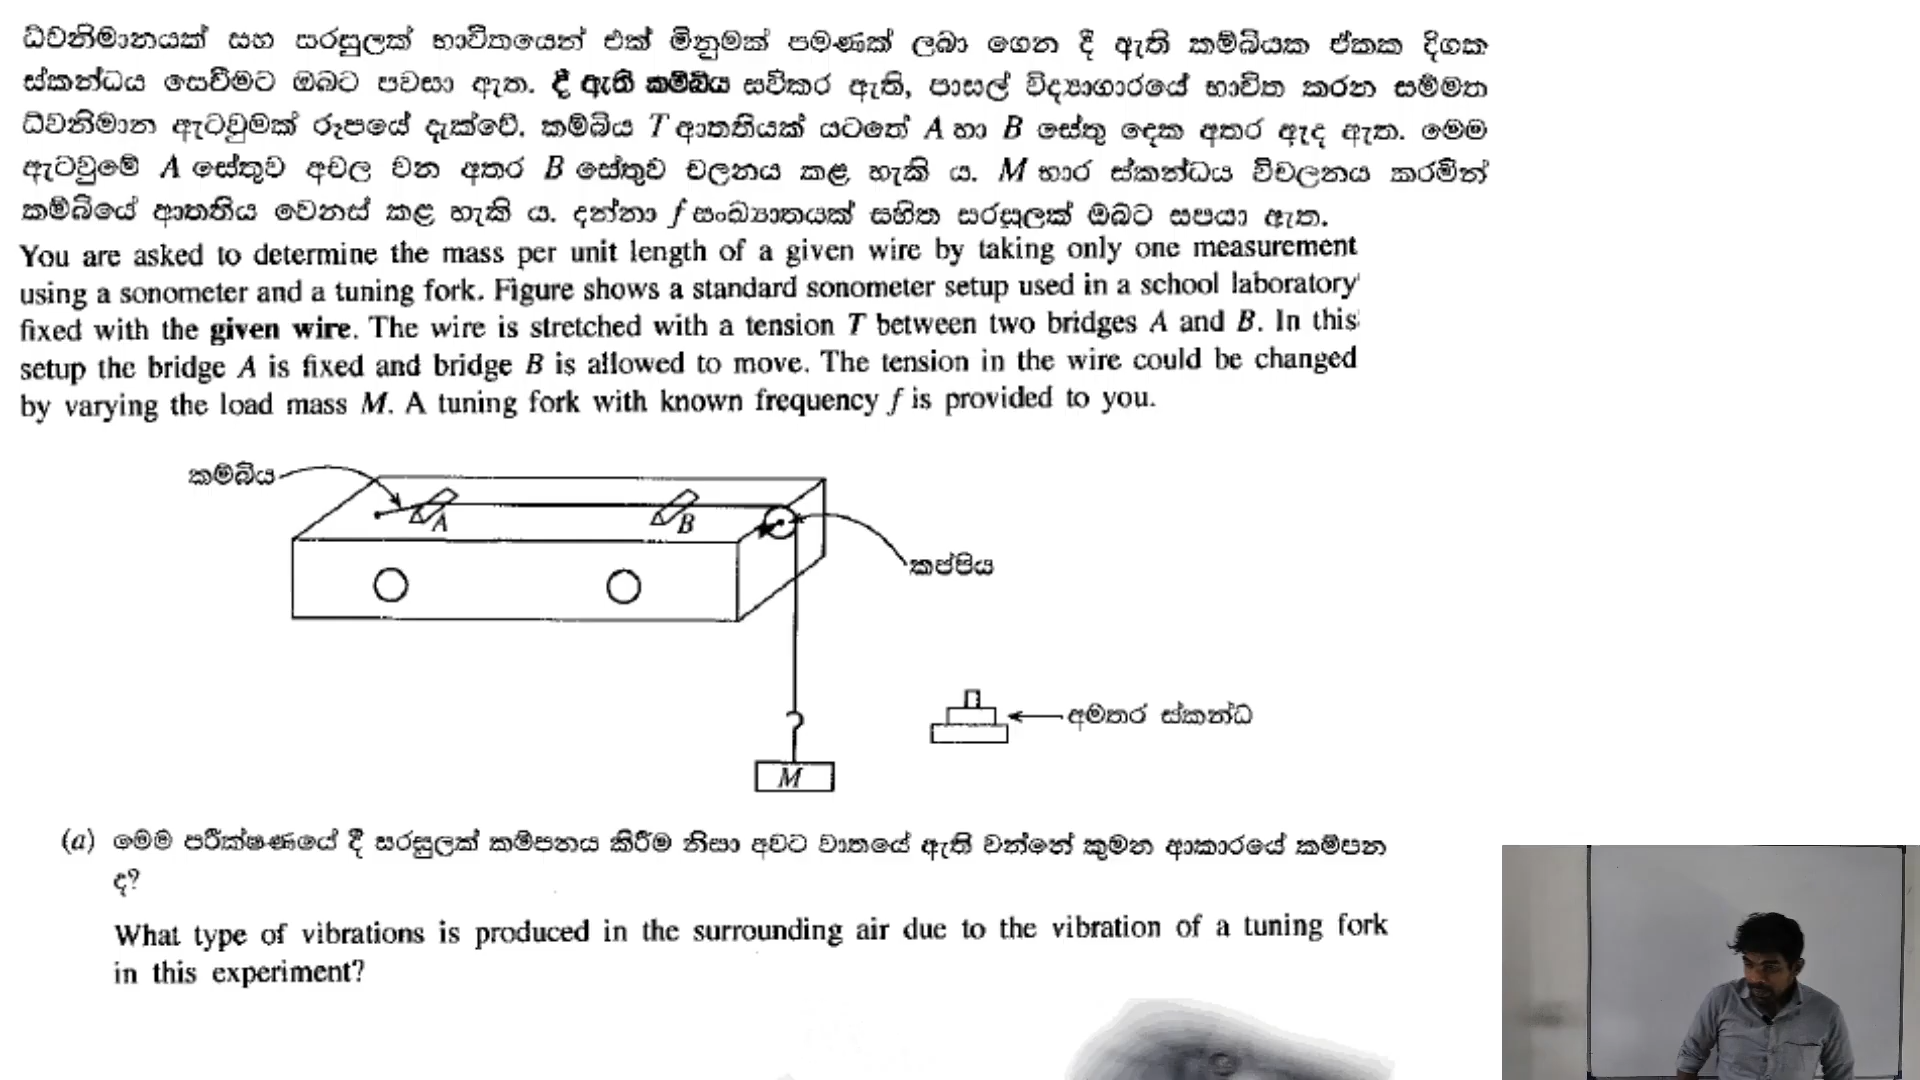 ධ්වනිමානයක් සහ සරසුලක් භාවිතයෙන් එක් මිනුමක් පමණක් ලබා ගෙන දී ඇති කම්බියක ඒකක දිගක
ස්කන්ධය සෙවීමට ඔබට පවසා ඇත. දී ඇති කම්බිය සවිකර ඇති, පාසල් විද්‍යාගාරයේ භාවිත කරන සම්මත
ධ්වනිමාන ඇටවුමක් රූපයේ දැක්වේ. කම්බිය T ආතතියක් යටතේ A හා B සේතු දෙක අතර ඇද ඇත. මෙම
ඇටවුමේ A සේතුව අචල වන අතර B සේතුව චලනය කළ හැකි ය. M භාර ස්කන්ධය විචලනය කරමින්
කම්බියේ ආතතිය වෙනස් කළ හැකි ය. දන්නා f සංඛ්‍යාතයක් සහිත සරසුලක් ඔබට සපයා ඇත.
You are asked to determine the mass per unit length of a given wire by taking only one measurement
using a sonometer and a tuning fork. Figure shows a standard sonometer setup used in a school laboratory
fixed with the given wire. The wire is stretched with a tension T between two bridges A and B. In this
setup the bridge A is fixed and bridge B is allowed to move. The tension in the wire could be changed
by varying the load mass M. A tuning fork with known frequency f is provided to you.
කම්බිය
A
B
කප්පිය
අමතර ස්කන්ධ
M
(a) මෙම පරීක්ෂණයේ දී සරසුලක් කම්පනය කිරීම නිසා අවට වාතයේ ඇති වන්නේ කුමන ආකාරයේ කම්පන
ද?
What type of vibrations is produced in the surrounding air due to the vibration of a tuning fork
in this experiment?